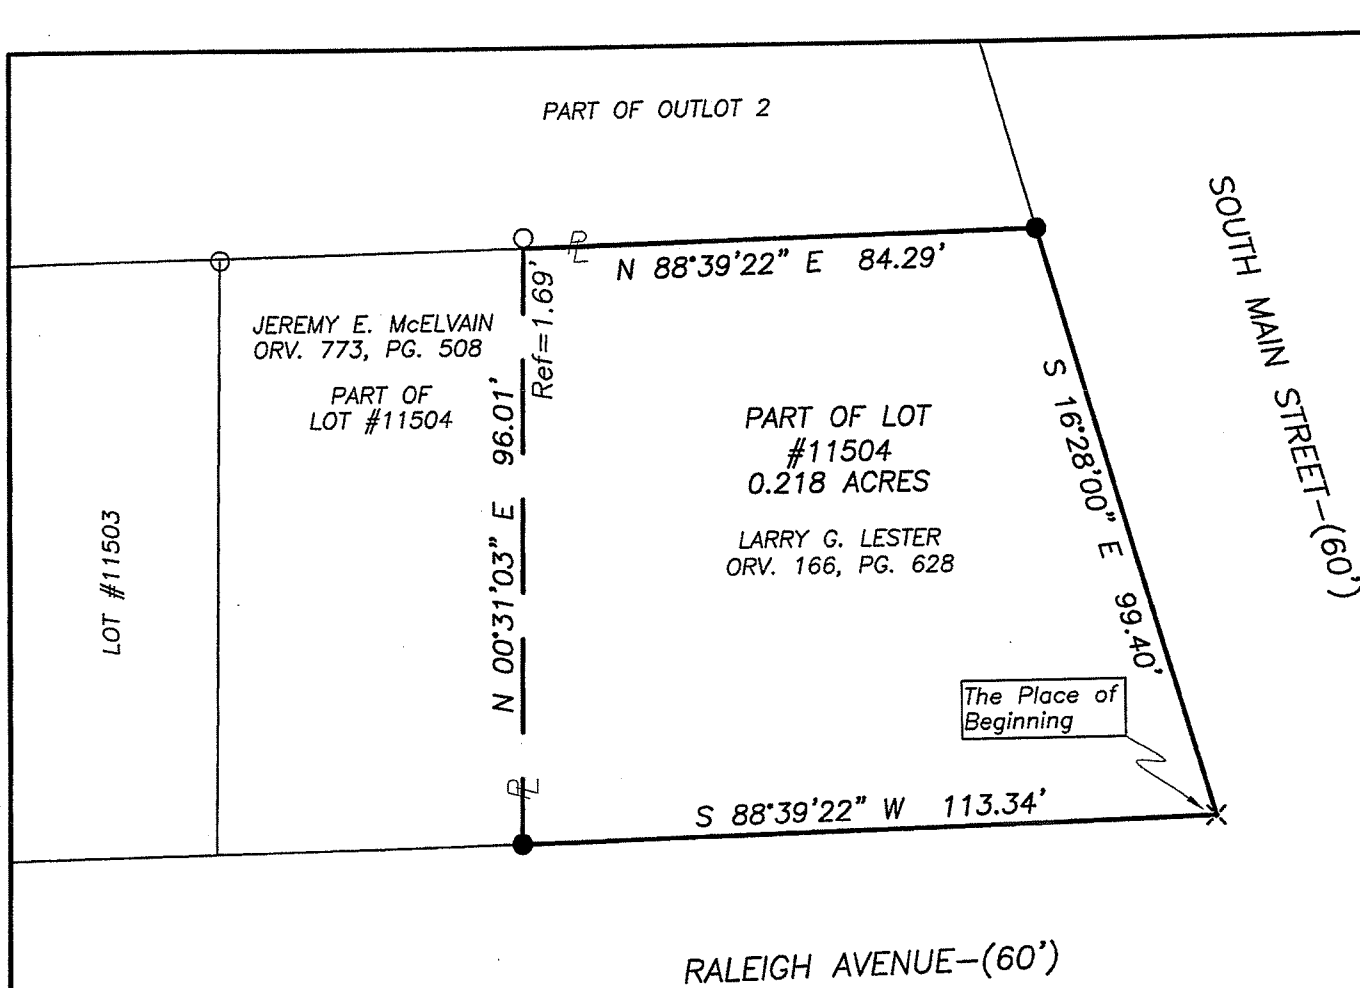 PART OF OUTLOT 2
SOUTH MAIN STREET-(60')
PL
N 88°39'22" E 84.29'
Ref=1.69'
JEREMY E. McELVAIN
ORV. 773, PG. 508
PART OF
LOT #11504
N 00°31'03" E 96.01'
S 16°28'00" E 99.40'
PART OF LOT
#11504
0.218 ACRES
LARRY G. LESTER
ORV. 166, PG. 628
LOT #11503
The Place of
Beginning
PL
S 88°39'22" W 113.34'
RALEIGH AVENUE-(60')